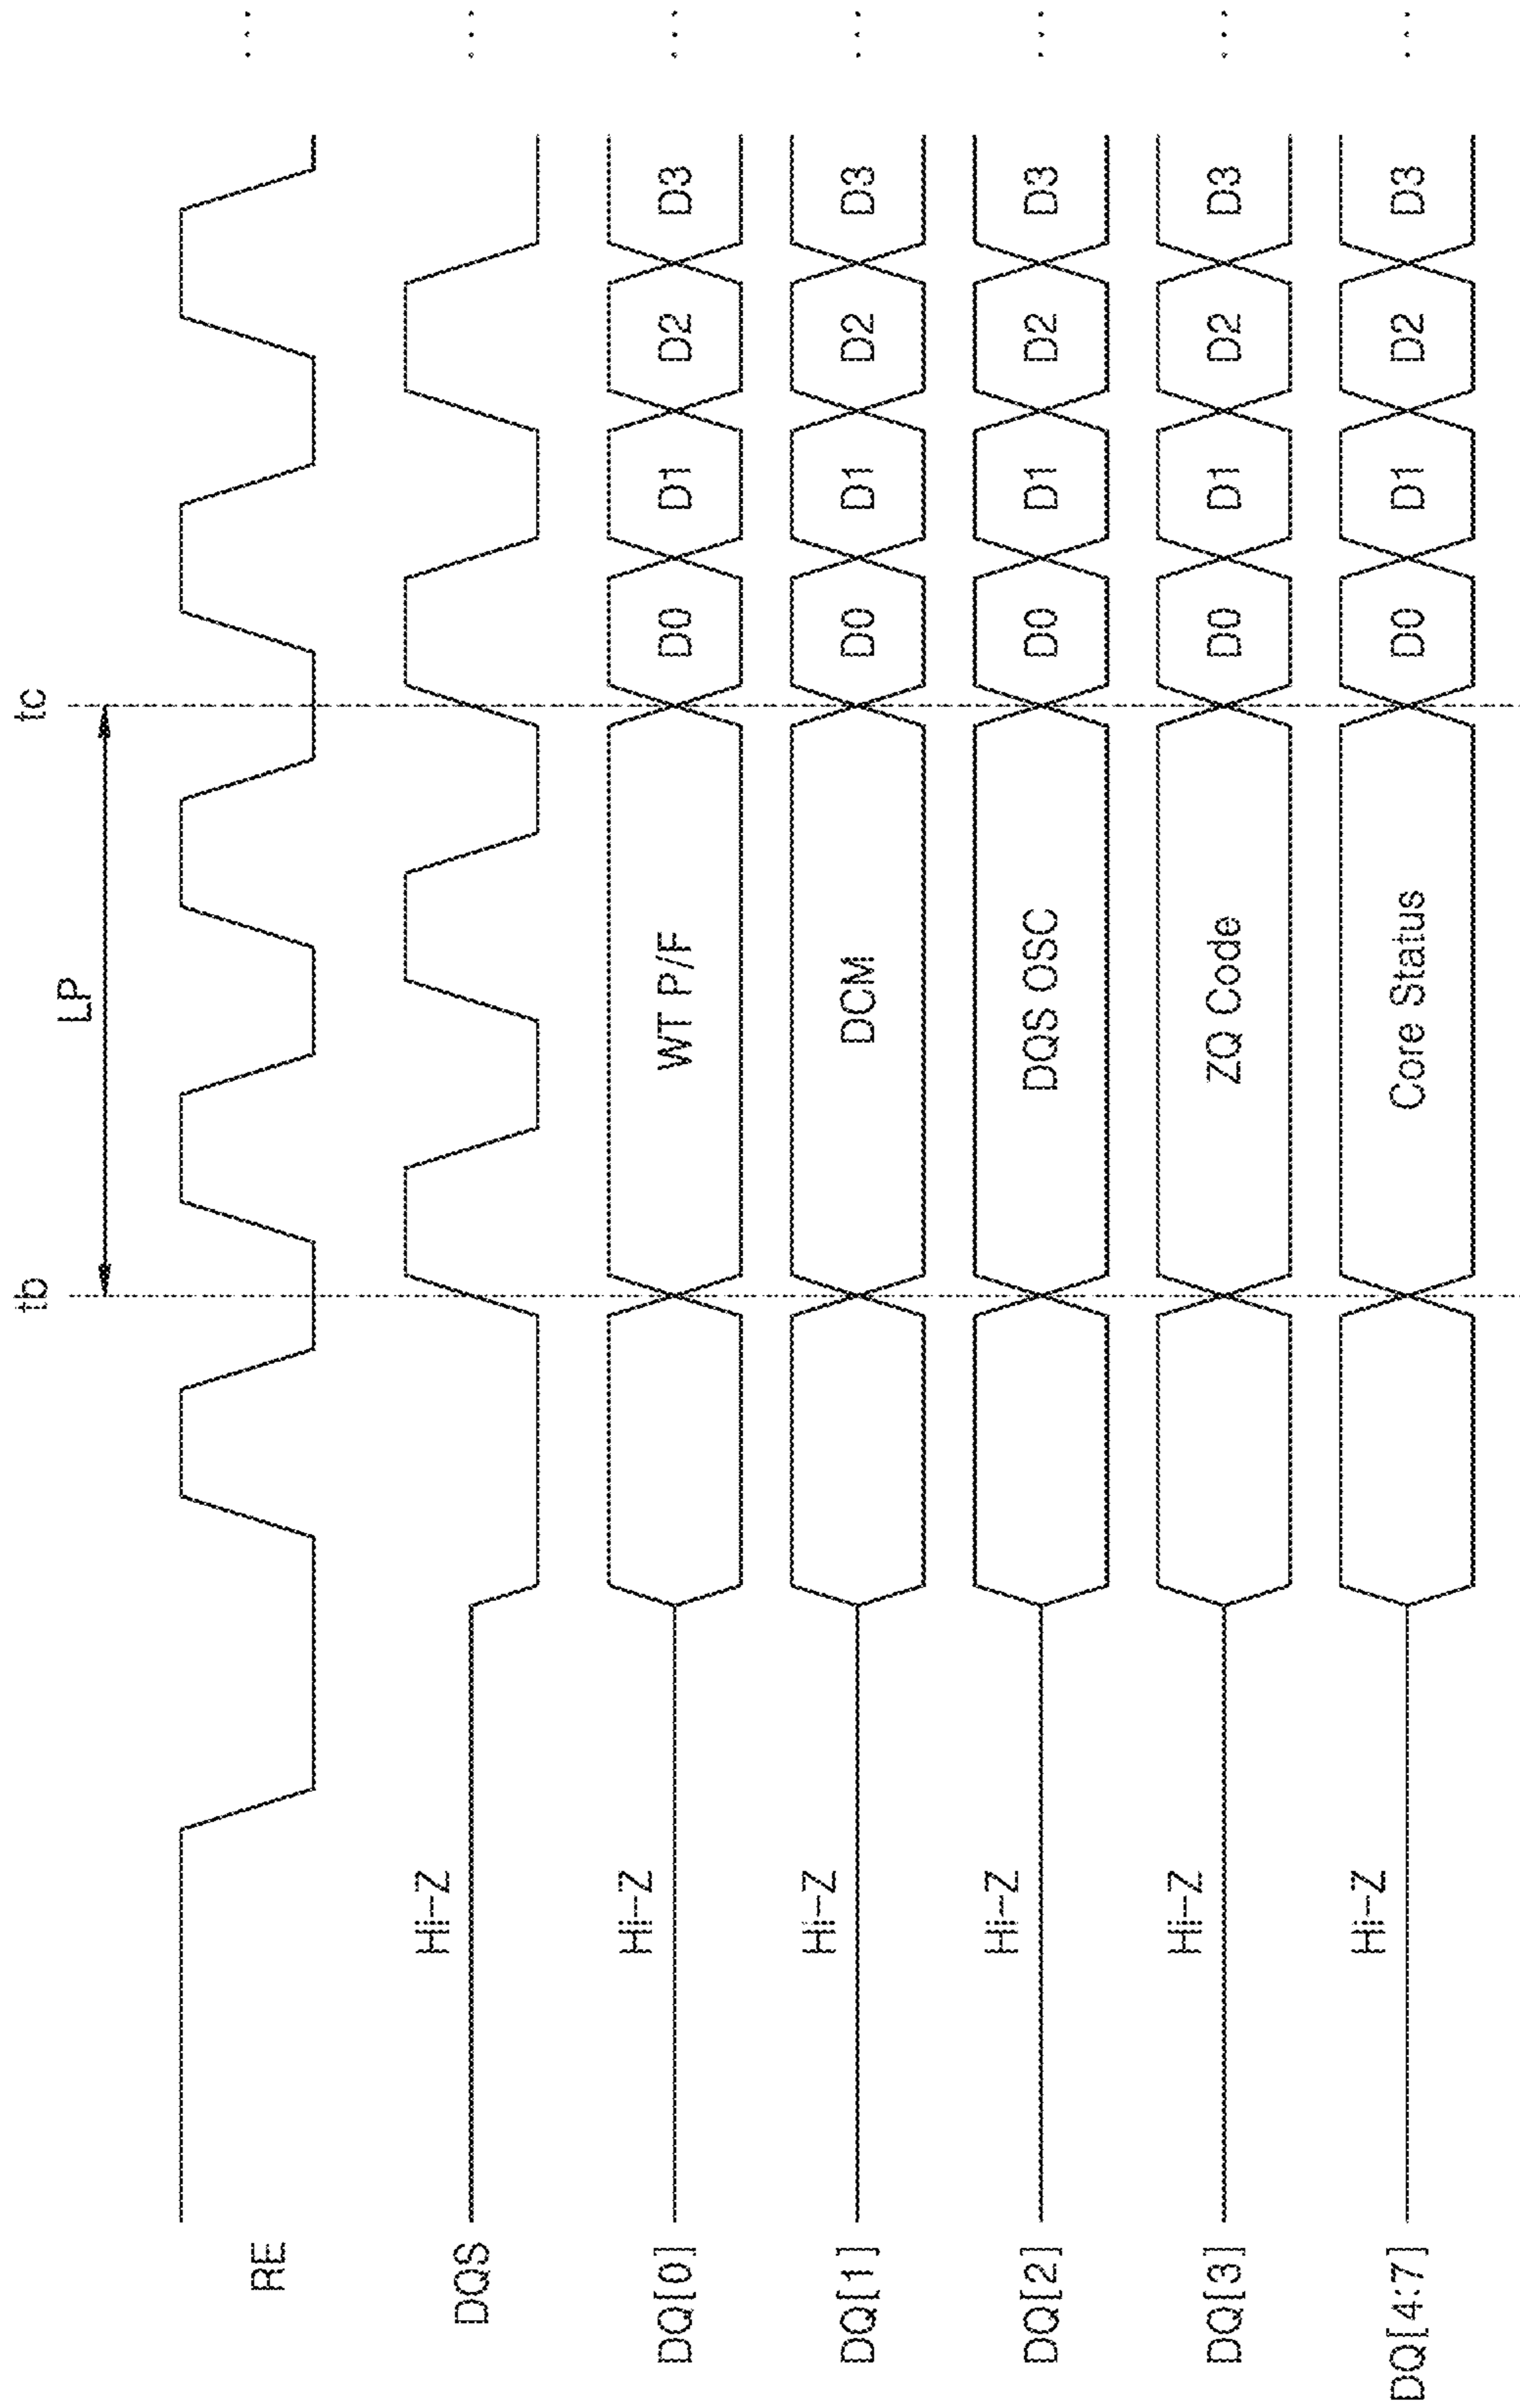 tb tc
LP
RE ...
DQS Hi-Z ...
DQ[0] Hi-Z WT P/F D0 D1 D2 D3 ...
DQ[1] Hi-Z DCM D0 D1 D2 D3 ...
DQ[2] Hi-Z DQS OSC D0 D1 D2 D3 ...
DQ[3] Hi-Z ZQ Code D0 D1 D2 D3 ...
DQ[4:7] Hi-Z Core Status D0 D1 D2 D3 ...